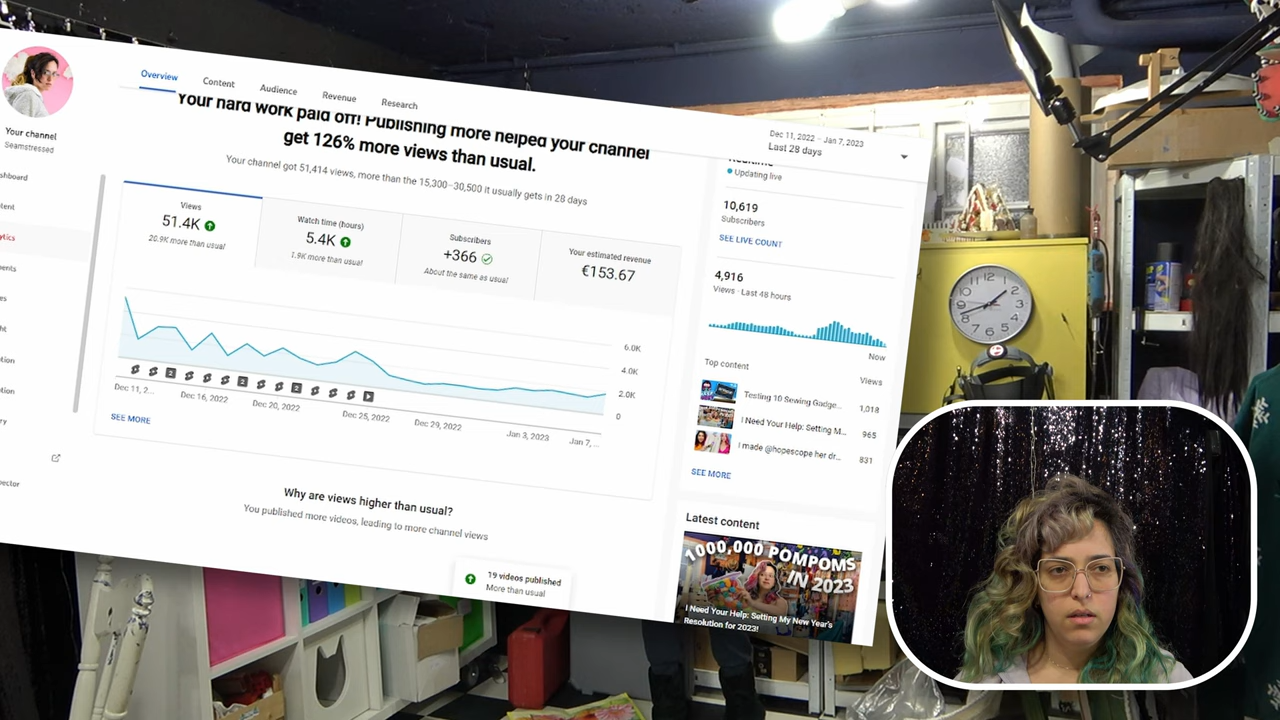 Overview
Content
Audience
Revenue
Research
Your hard work paid off! Publishing more helped your channel
get 126% more views than usual.
Your channel got 51,414 views, more than the 15,300–30,500 it usually gets in 28 days
Dec 11, 2022 – Jan 7, 2023
Last 28 days
Your channel
Seamstressed
Views
51.4K
20.9K more than usual
Watch time (hours)
5.4K
1.9K more than usual
Subscribers
+366
About the same as usual
Your estimated revenue
€153.67
6.0K
4.0K
2.0K
0
Dec 11, 2...
Dec 16, 2022
Dec 20, 2022
Dec 25, 2022
Dec 29, 2022
Jan 3, 2023
Jan 7, ...
SEE MORE
Why are views higher than usual?
You published more videos, leading to more channel views
19 videos published
More than usual
Realtime
Updating live
10,619
Subscribers
SEE LIVE COUNT
4,916
Views · Last 48 hours
Now
Top content
Views
Testing 10 Sewing Gadge...
1,018
I Need Your Help: Setting M...
965
I made @hopescope her dr...
831
SEE MORE
Latest content
1000,000 POMPOMS
IN 2023
I Need Your Help: Setting My New Year's
Resolution for 2023!